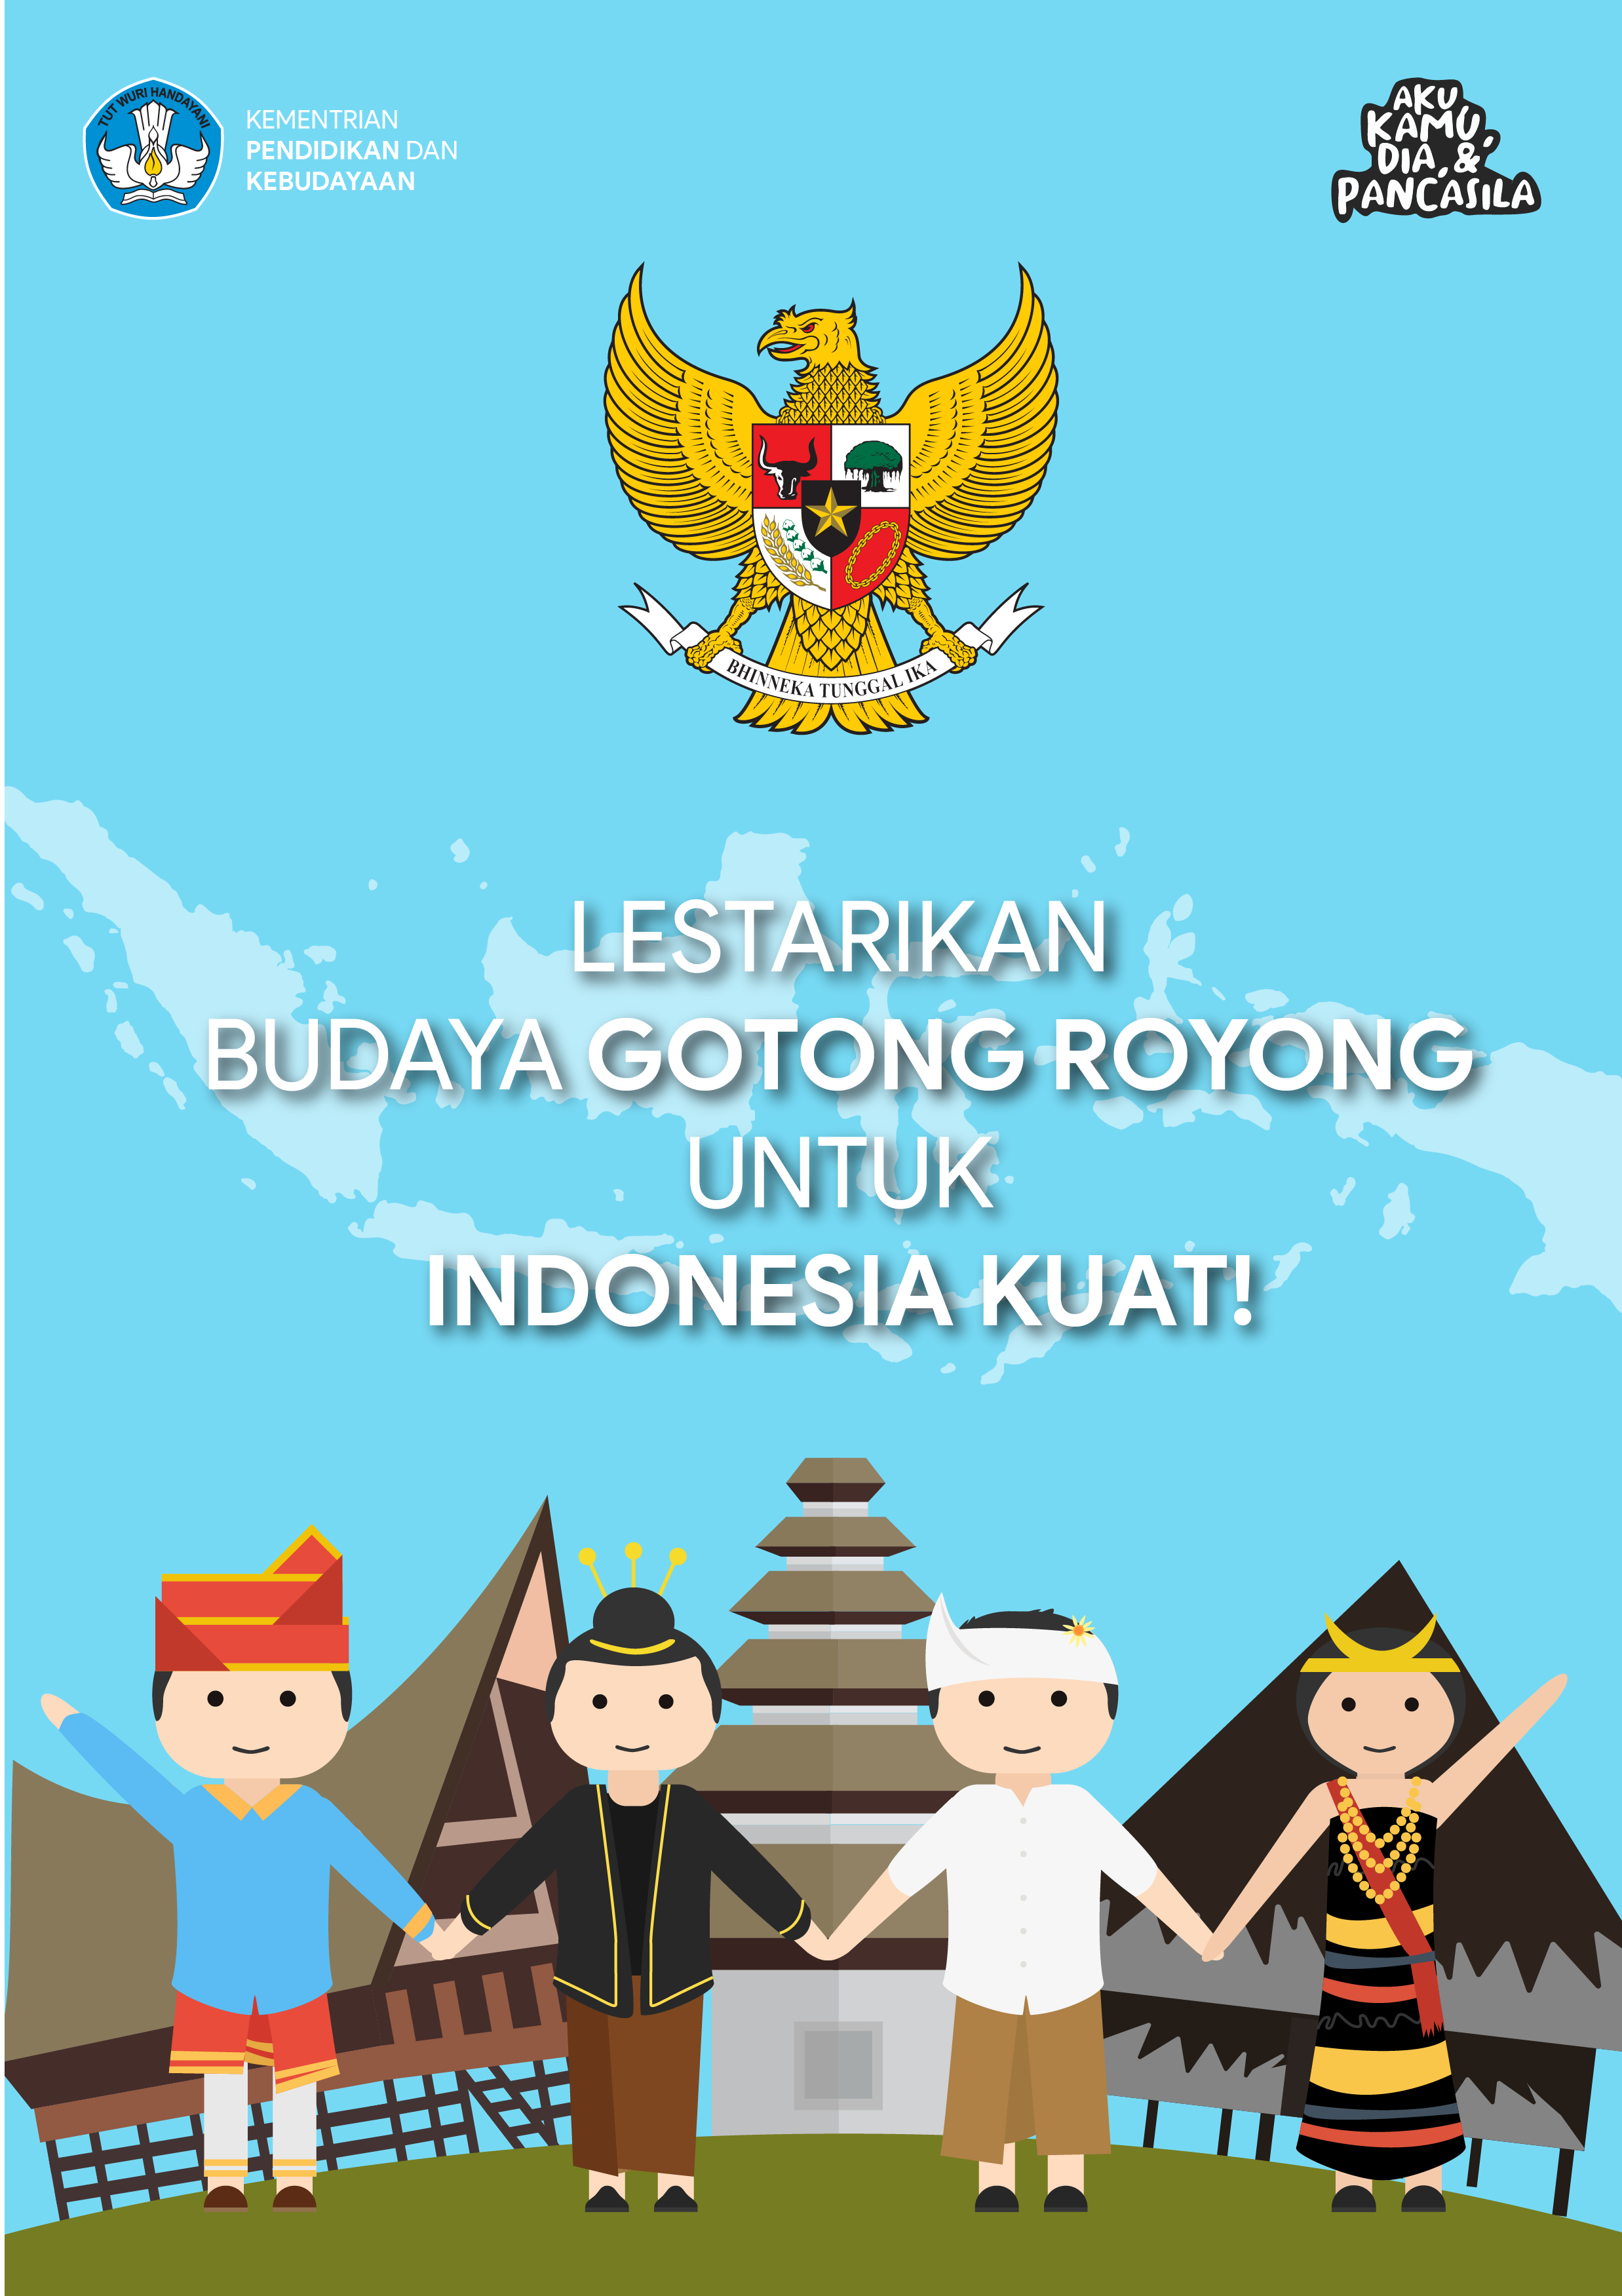 TUT WURI HANDAYANI
KEMENTRIAN
PENDIDIKAN DAN
KEBUDAYAAN
AKU,
KAMU,
DIA, &
PANCASILA
BHINNEKA TUNGGAL IKA
LESTARIKAN
BUDAYA GOTONG ROYONG
UNTUK
INDONESIA KUAT!